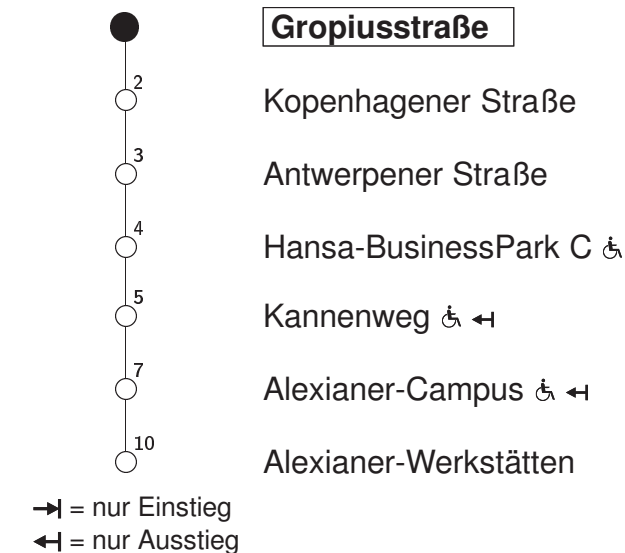 Gropiusstraße
2 Kopenhagener Straße
3 Antwerpener Straße
4 Hansa-BusinessPark C
5 Kannenweg
7 Alexianer-Campus
10 Alexianer-Werkstätten
= nur Einstieg
= nur Ausstieg